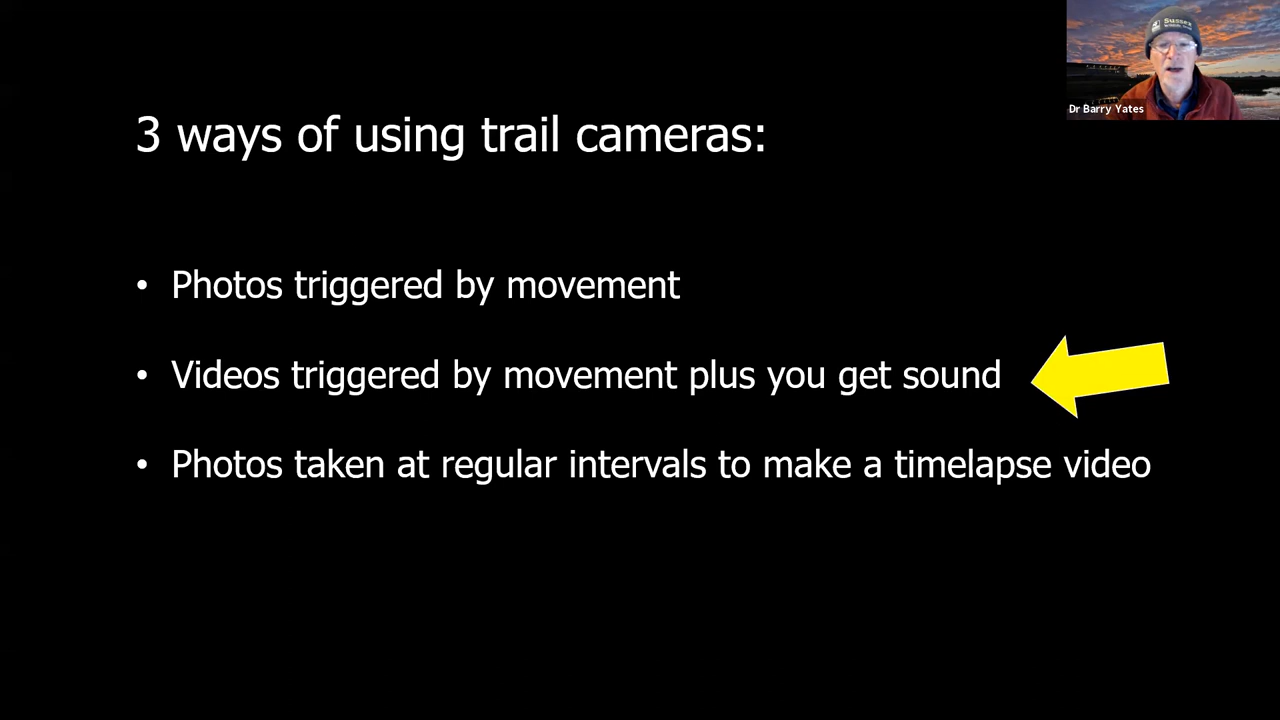 Sussex
Dr Barry Yates
3 ways of using trail cameras:
• Photos triggered by movement
• Videos triggered by movement plus you get sound
• Photos taken at regular intervals to make a timelapse video